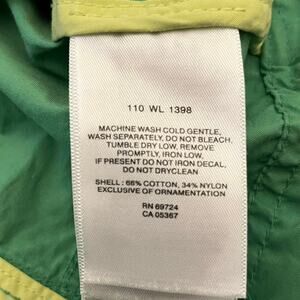 110 WL 1398
MACHINE WASH COLD GENTLE,
WASH SEPARATELY, DO NOT BLEACH.
TUMBLE DRY LOW, REMOVE
PROMPTLY, IRON LOW,
IF PRESENT DO NOT IRON DECAL.
DO NOT DRYCLEAN
SHELL : 66% COTTON, 34% NYLON
EXCLUSIVE OF ORNAMENTATION
RN 69724
CA 05367